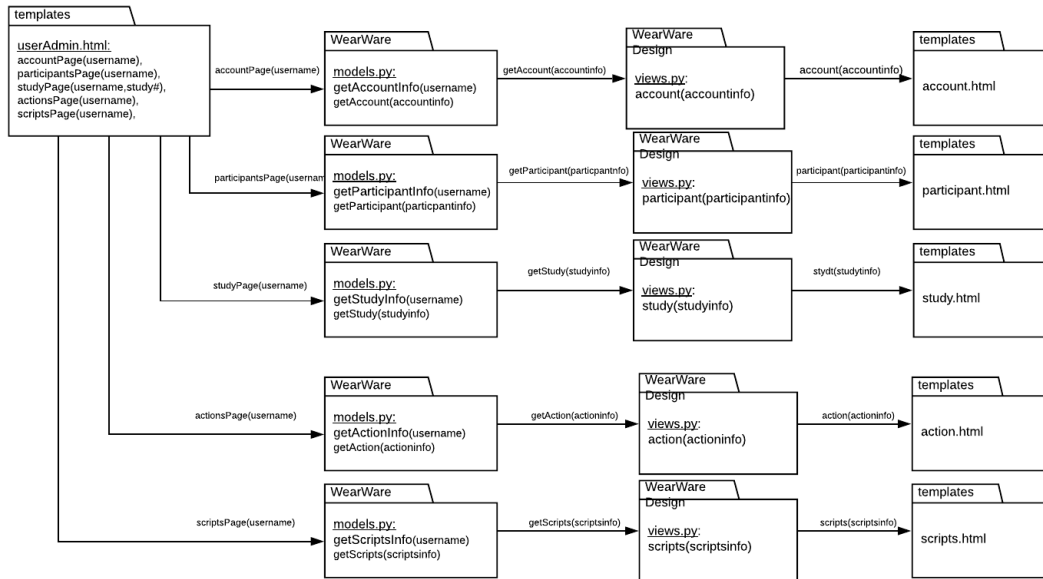 templates
userAdmin.html:
accountPage(username),
participantsPage(username),
studyPage(username,study#),
actionsPage(username),
scriptsPage(username),
accountPage(username)
WearWare
models.py:
getAccountInfo(username)
getAccount(accountinfo)
getAccount(accountinfo)
WearWare
Design
views.py:
account(accountinfo)
account(accountinfo)
templates
account.html
participantsPage(usernam
WearWare
models.py:
getParticipantInfo(username)
getParticipant(particpantinfo)
getParticipant(particpantnfo)
WearWare
Design
views.py:
participant(participantinfo)
participant(participantinfo)
templates
participant.html
studyPage(username)
WearWare
models.py:
getStudyInfo(username)
getStudy(studyinfo)
getStudy(studyinfo)
WearWare
Design
views.py:
study(studyinfo)
stydt(studytinfo)
templates
study.html
actionsPage(username)
WearWare
models.py:
getActionInfo(username)
getAction(actioninfo)
getAction(actioninfo)
WearWare
Design
views.py:
action(actioninfo)
action(actioninfo)
templates
action.html
scriptsPage(username)
WearWare
models.py:
getScriptsInfo(username)
getScripts(scriptsinfo)
getScripts(scriptsinfo)
WearWare
Design
views.py:
scripts(scriptsinfo)
scripts(scriptsinfo)
templates
scripts.html